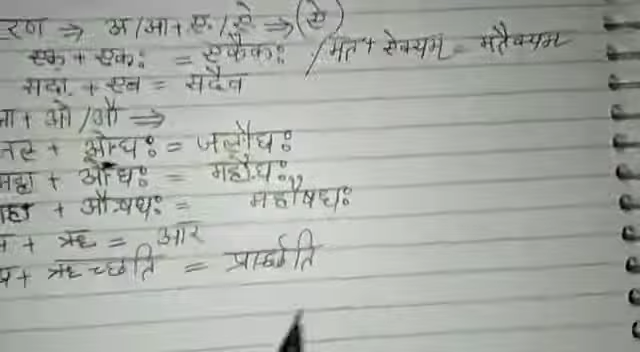 रण ⇒ अ/आ + ए/ऐ ⇒ (ऐ)
एक + एकः = एकैकः / मत + ऐक्यम = मतैक्यम
सदा + एव = सदैव
ा + ओ/औ ⇒
जल + ओघः = जलौघः
महा + औघः = महौघः
महा + औषधः = महौषधः
+ ऋ = आर
प्र + ऋच्छति = प्रार्छति